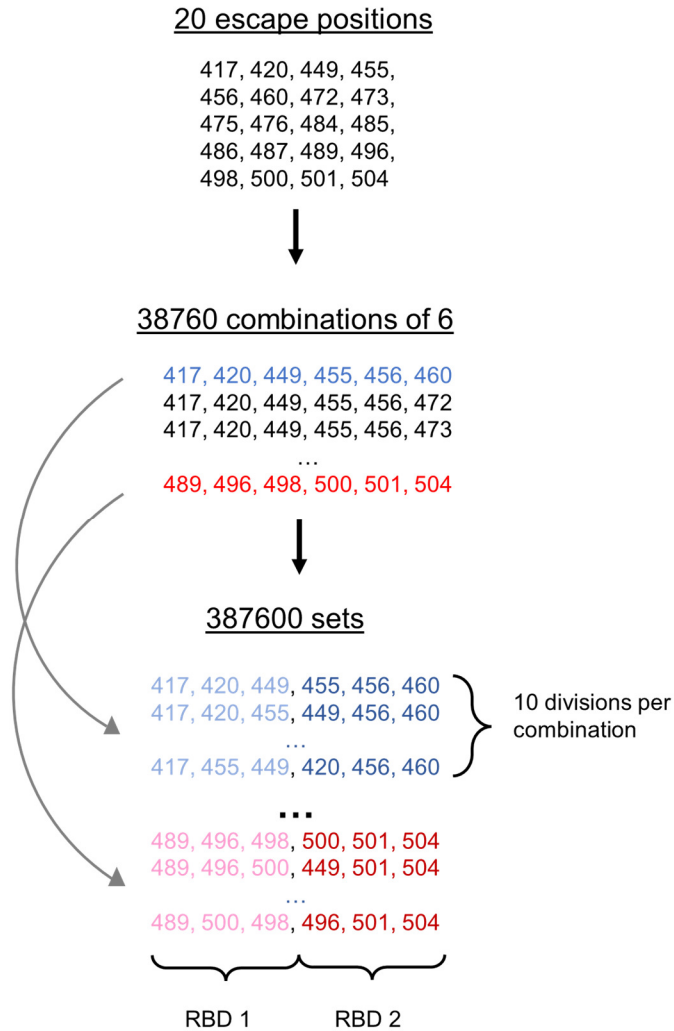 20 escape positions
417, 420, 449, 455,
456, 460, 472, 473,
475, 476, 484, 485,
486, 487, 489, 496,
498, 500, 501, 504
38760 combinations of 6
417, 420, 449, 455, 456, 460
417, 420, 449, 455, 456, 472
417, 420, 449, 455, 456, 473
...
489, 496, 498, 500, 501, 504
387600 sets
417, 420, 449, 455, 456, 460
417, 420, 455, 449, 456, 460
...
417, 455, 449, 420, 456, 460
10 divisions per
combination
...
489, 496, 498, 500, 501, 504
489, 496, 500, 449, 501, 504
...
489, 500, 498, 496, 501, 504
RBD 1 RBD 2